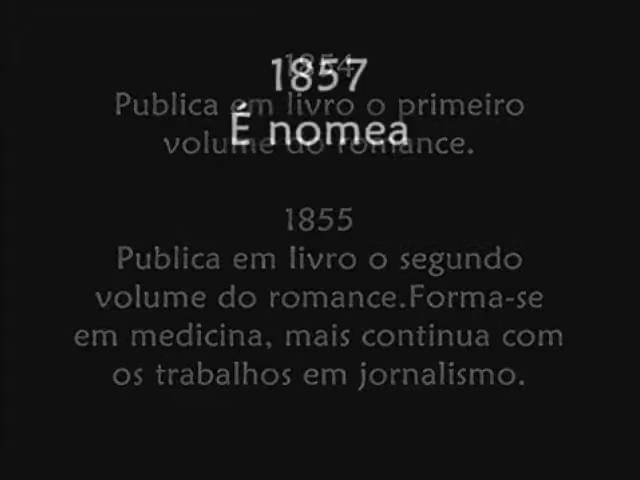 1854
1857
Publica em livro o primeiro
É nomea
volume do romance.
1855
Publica em livro o segundo
volume do romance.Forma-se
em medicina, mais continua com
os trabalhos em jornalismo.